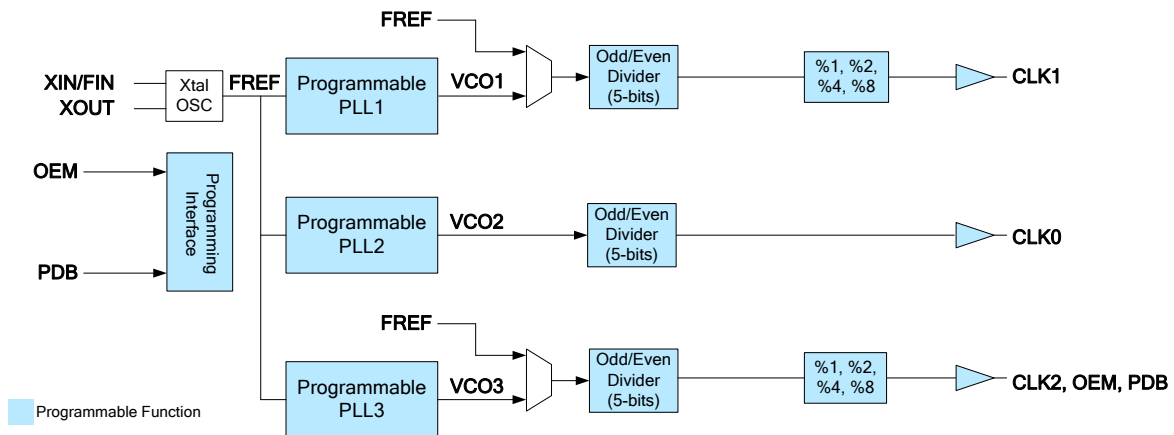 FREF
XIN/FIN
XOUT
Xtal
OSC
FREF
Programmable
PLL1
VCO1
Odd/Even
Divider
(5-bits)
%1, %2,
%4, %8
CLK1
OEM
PDB
Programming
Interface
Programmable
PLL2
VCO2
Odd/Even
Divider
(5-bits)
CLK0
FREF
Programmable
PLL3
VCO3
Odd/Even
Divider
(5-bits)
%1, %2,
%4, %8
CLK2, OEM, PDB
Programmable Function